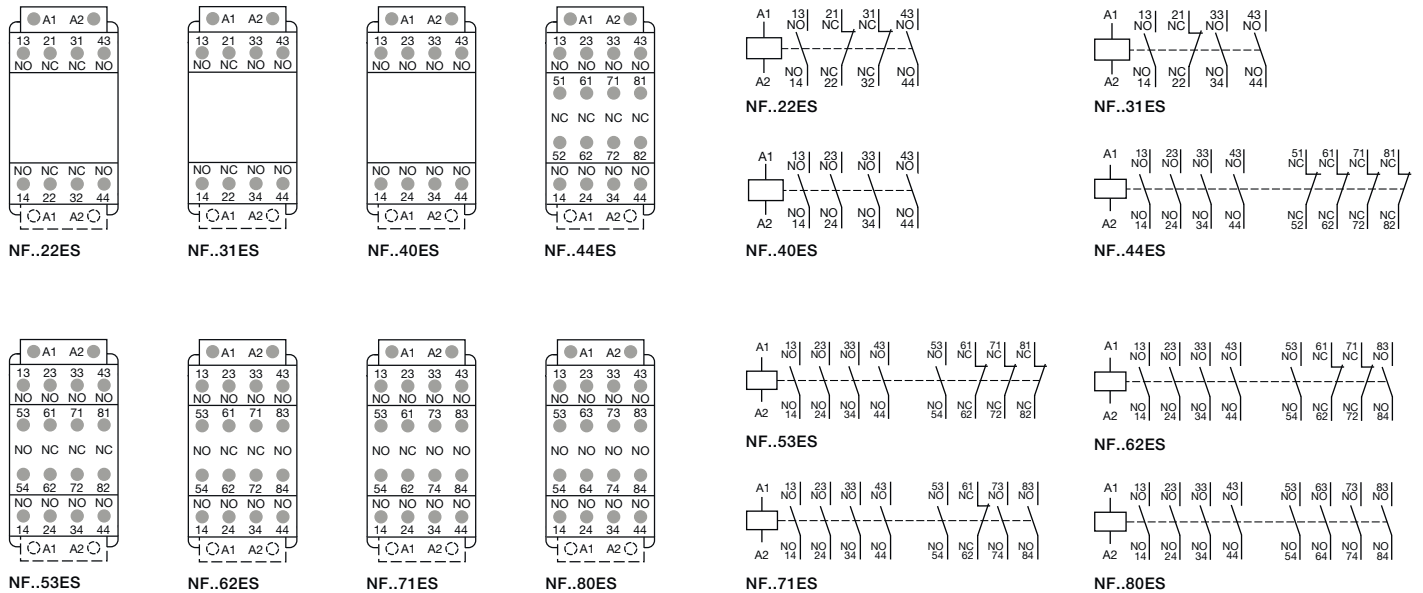 A1 A2
13 21 31 43
NO NC NC NO
NO NC NC NO
14 22 32 44
A1 A2
NF..22ES
A1 A2
13 21 33 43
NO NC NO NO
NO NC NO NO
14 22 34 44
A1 A2
NF..31ES
A1 A2
13 23 33 43
NO NO NO NO
NO NO NO NO
14 24 34 44
A1 A2
NF..40ES
A1 A2
13 23 33 43
NO NO NO NO
51 61 71 81
NC NC NC NC
52 62 72 82
NO NO NO NO
14 24 34 44
A1 A2
NF..44ES
A1 13 21 31 43
NO NC NC NO
NO NC NC NO
A2 14 22 32 44
NF..22ES
A1 13 21 33 43
NO NC NO NO
NO NC NO NO
A2 14 22 34 44
NF..31ES
A1 13 23 33 43
NO NO NO NO
NO NO NO NO
A2 14 24 34 44
NF..40ES
A1 13 23 33 43 51 61 71 81
NO NO NO NO NC NC NC NC
NO NO NO NO NC NC NC NC
A2 14 24 34 44 52 62 72 82
NF..44ES
A1 A2
13 23 33 43
NO NO NO NO
53 61 71 81
NO NC NC NC
54 62 72 82
NO NO NO NO
14 24 34 44
A1 A2
NF..53ES
A1 A2
13 23 33 43
NO NO NO NO
53 61 71 83
NO NC NC NO
54 62 72 84
NO NO NO NO
14 24 34 44
A1 A2
NF..62ES
A1 A2
13 23 33 43
NO NO NO NO
53 61 73 83
NO NC NO NO
54 62 74 84
NO NO NO NO
14 24 34 44
A1 A2
NF..71ES
A1 A2
13 23 33 43
NO NO NO NO
53 63 73 83
NO NO NO NO
54 64 74 84
NO NO NO NO
14 24 34 44
A1 A2
NF..80ES
A1 13 23 33 43 53 61 71 81
NO NO NO NO NO NC NC NC
NO NO NO NO NO NC NC NC
A2 14 24 34 44 54 62 72 82
NF..53ES
A1 13 23 33 43 53 61 71 83
NO NO NO NO NO NC NC NO
NO NO NO NO NO NC NC NO
A2 14 24 34 44 54 62 72 84
NF..62ES
A1 13 23 33 43 53 61 73 83
NO NO NO NO NO NC NO NO
NO NO NO NO NO NC NO NO
A2 14 24 34 44 54 62 74 84
NF..71ES
A1 13 23 33 43 53 63 73 83
NO NO NO NO NO NO NO NO
NO NO NO NO NO NO NO NO
A2 14 24 34 44 54 64 74 84
NF..80ES